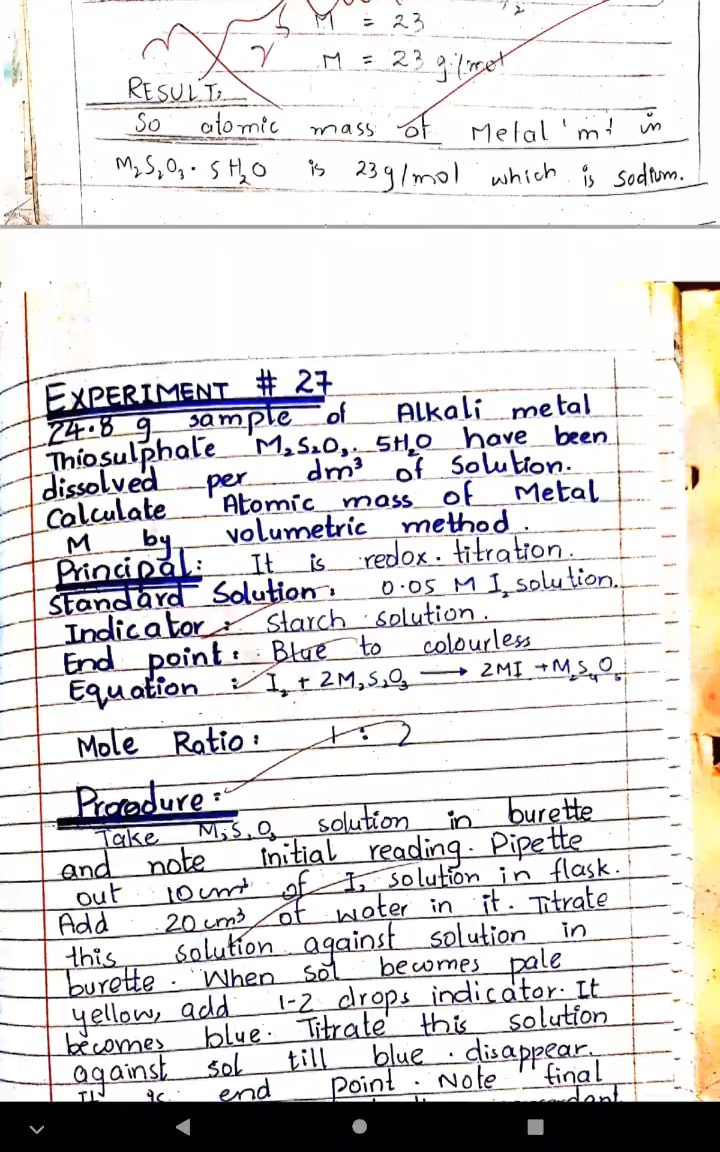 M = 23
M = 23 g/mol
RESULT:
So atomic mass of Metal 'm' in
M₂S₂O₃. 5H₂O is 23g/mol which is sodium.
EXPERIMENT # 27
24.8 g sample of Alkali metal
Thiosulphate M₂S₂O₃. 5H₂O have been
dissolved per dm³ of Solution.
Calculate Atomic mass of Metal
M by volumetric method.
Principal: It is redox. titration.
Standard Solution: 0.05 M I₂ solution.
Indicator: Starch solution.
End point: Blue to colourless
Equation : I₂ + 2M₂S₂O₃ → 2MI + M₂S₄O₆
Mole Ratio: 1 : 2
Procedure:
Take M₂S₂O₃ solution in burette
and note initial reading. Pipette
out 10cm³ of I₂ solution in flask.
Add 20cm³ of water in it. Titrate
this solution against solution in
burette. When sol becomes pale
yellow, add 1-2 drops indicator. It
becomes blue. Titrate this solution
against sol till blue . disappear.
It is end point. Note final